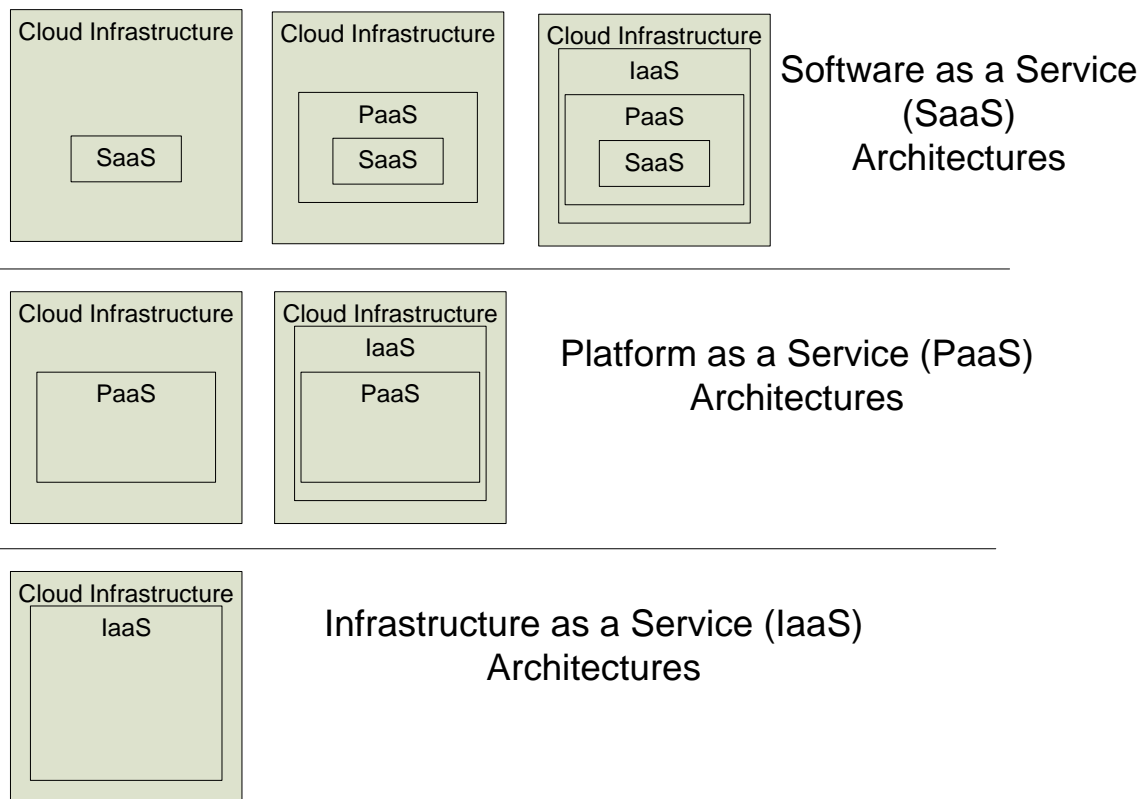 Cloud Infrastructure
SaaS
Cloud Infrastructure
PaaS
SaaS
Cloud Infrastructure
IaaS
PaaS
SaaS
Software as a Service
(SaaS)
Architectures
Cloud Infrastructure
PaaS
Cloud Infrastructure
IaaS
PaaS
Platform as a Service (PaaS)
Architectures
Cloud Infrastructure
IaaS
Infrastructure as a Service (IaaS)
Architectures